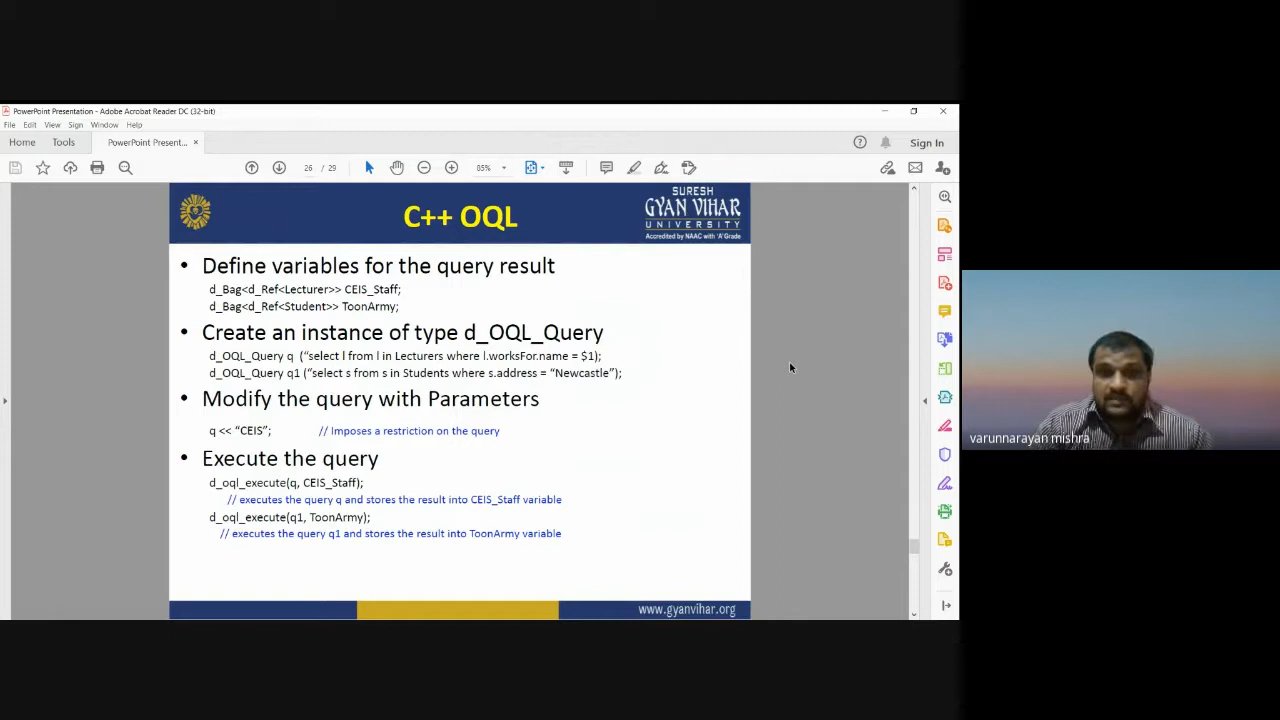 PowerPoint Presentation - Adobe Acrobat Reader DC (32-bit)
File Edit View Sign Window Help
Home Tools PowerPoint Present... × Sign In
26 / 29 85%
C++ OQL
SURESH
GYAN VIHAR
UNIVERSITY
Accredited by NAAC with 'A' Grade
• Define variables for the query result
d_Bag<d_Ref<Lecturer>> CEIS_Staff;
d_Bag<d_Ref<Student>> ToonArmy;
• Create an instance of type d_OQL_Query
d_OQL_Query q (“select l from l in Lecturers where l.worksFor.name = $1);
d_OQL_Query q1 (“select s from s in Students where s.address = “Newcastle”);
• Modify the query with Parameters
q << “CEIS”; // Imposes a restriction on the query
• Execute the query
d_oql_execute(q, CEIS_Staff);
// executes the query q and stores the result into CEIS_Staff variable
d_oql_execute(q1, ToonArmy);
// executes the query q1 and stores the result into ToonArmy variable
www.gyanvihar.org
varunnarayan mishra